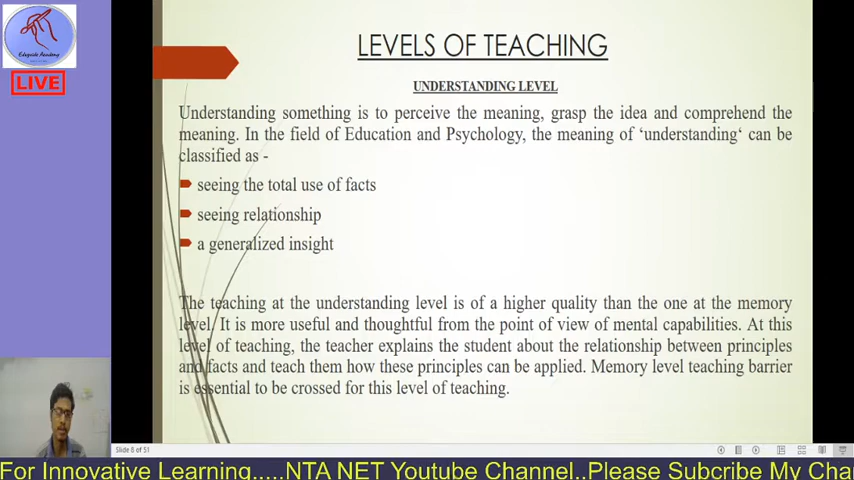 Edupide Academy
LIVE
LEVELS OF TEACHING
UNDERSTANDING LEVEL
Understanding something is to perceive the meaning, grasp the idea and comprehend the
meaning. In the field of Education and Psychology, the meaning of ‘understanding‘ can be
classified as -
seeing the total use of facts
seeing relationship
a generalized insight
The teaching at the understanding level is of a higher quality than the one at the memory
level. It is more useful and thoughtful from the point of view of mental capabilities. At this
level of teaching, the teacher explains the student about the relationship between principles
and facts and teach them how these principles can be applied. Memory level teaching barrier
is essential to be crossed for this level of teaching.
Slide 8 of 51
For Innovative Learning.....NTA NET Youtube Channel..Please Subcribe My Cha